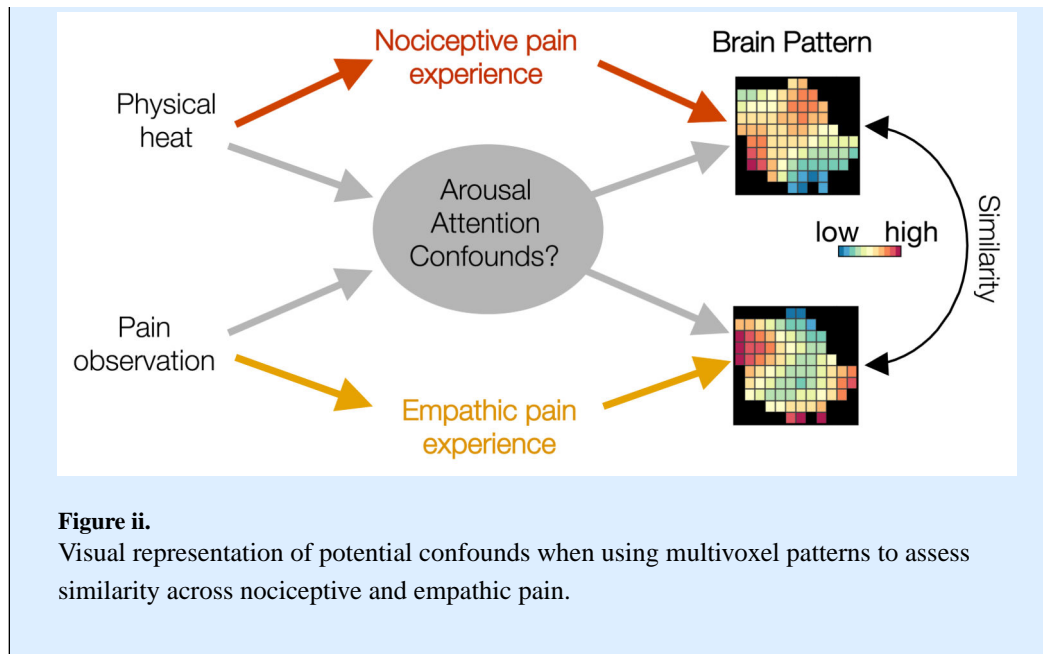 Nociceptive pain
experience
Brain Pattern
Physical
heat
Arousal
Attention
Confounds?
low high
Similarity
Pain
observation
Empathic pain
experience
Figure ii.
Visual representation of potential confounds when using multivoxel patterns to assess
similarity across nociceptive and empathic pain.